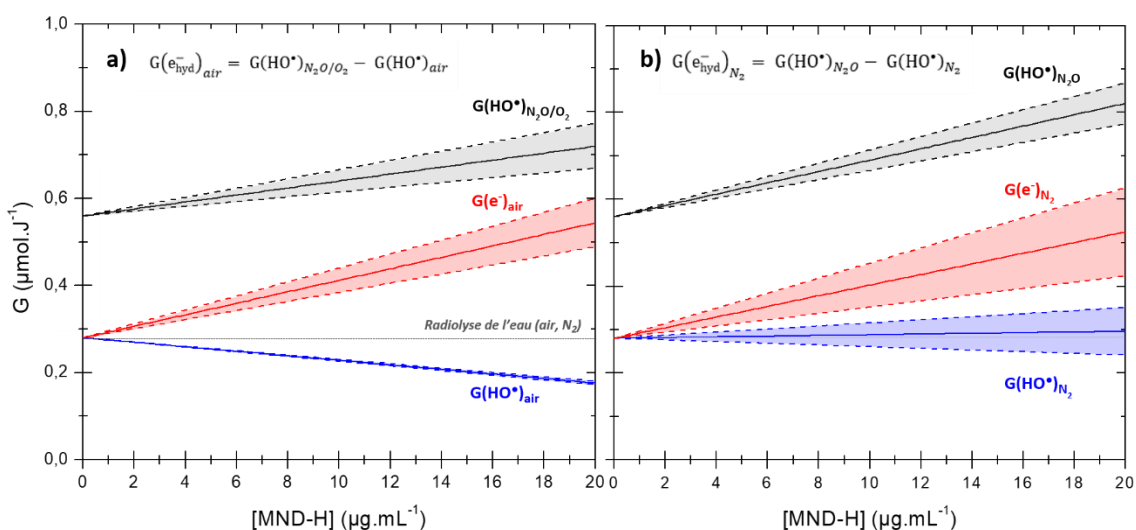 a) G(e⁻hyd)air = G(HO•)N₂O/O₂ − G(HO•)air
G(HO•)N₂O/O₂
G(e⁻)air
Radiolyse de l'eau (air, N₂)
G(HO•)air
G (µmol.J⁻¹)
1,0
0,8
0,6
0,4
0,2
0,0
0 2 4 6 8 10 12 14 16 18 20
[MND-H] (µg.mL⁻¹)
b) G(e⁻hyd)N₂ = G(HO•)N₂O − G(HO•)N₂
G(HO•)N₂O
G(e⁻)N₂
G(HO•)N₂
0 2 4 6 8 10 12 14 16 18 20
[MND-H] (µg.mL⁻¹)